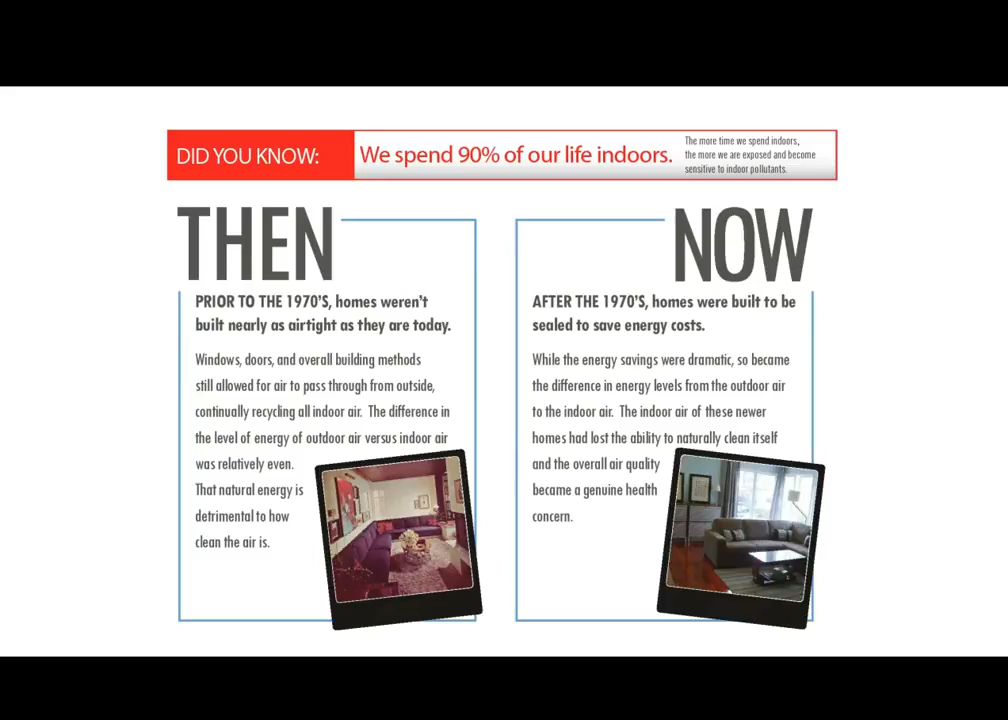 DID YOU KNOW:
We spend 90% of our life indoors.
The more time we spend indoors,
the more we are exposed and become
sensitive to indoor pollutants.
THEN
PRIOR TO THE 1970'S, homes weren't
built nearly as airtight as they are today.
Windows, doors, and overall building methods
still allowed for air to pass through from outside,
continually recycling all indoor air. The difference in
the level of energy of outdoor air versus indoor air
was relatively even.
That natural energy is
detrimental to how
clean the air is.
NOW
AFTER THE 1970'S, homes were built to be
sealed to save energy costs.
While the energy savings were dramatic, so became
the difference in energy levels from the outdoor air
to the indoor air. The indoor air of these newer
homes had lost the ability to naturally clean itself
and the overall air quality
became a genuine health
concern.